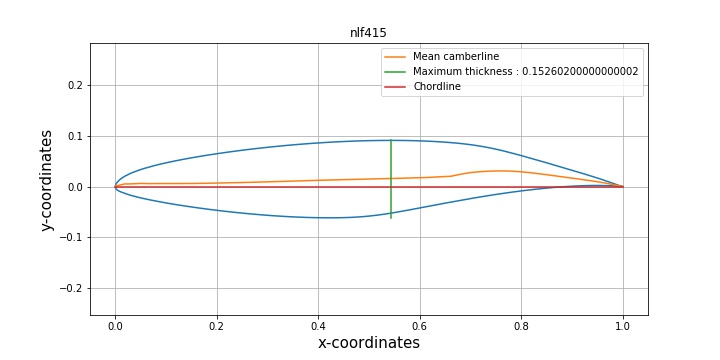 nlf415
Mean camberline
Maximum thickness : 0.15260200000000002
Chordline
y-coordinates
0.2
0.1
0.0
−0.1
−0.2
0.0 0.2 0.4 0.6 0.8 1.0
x-coordinates